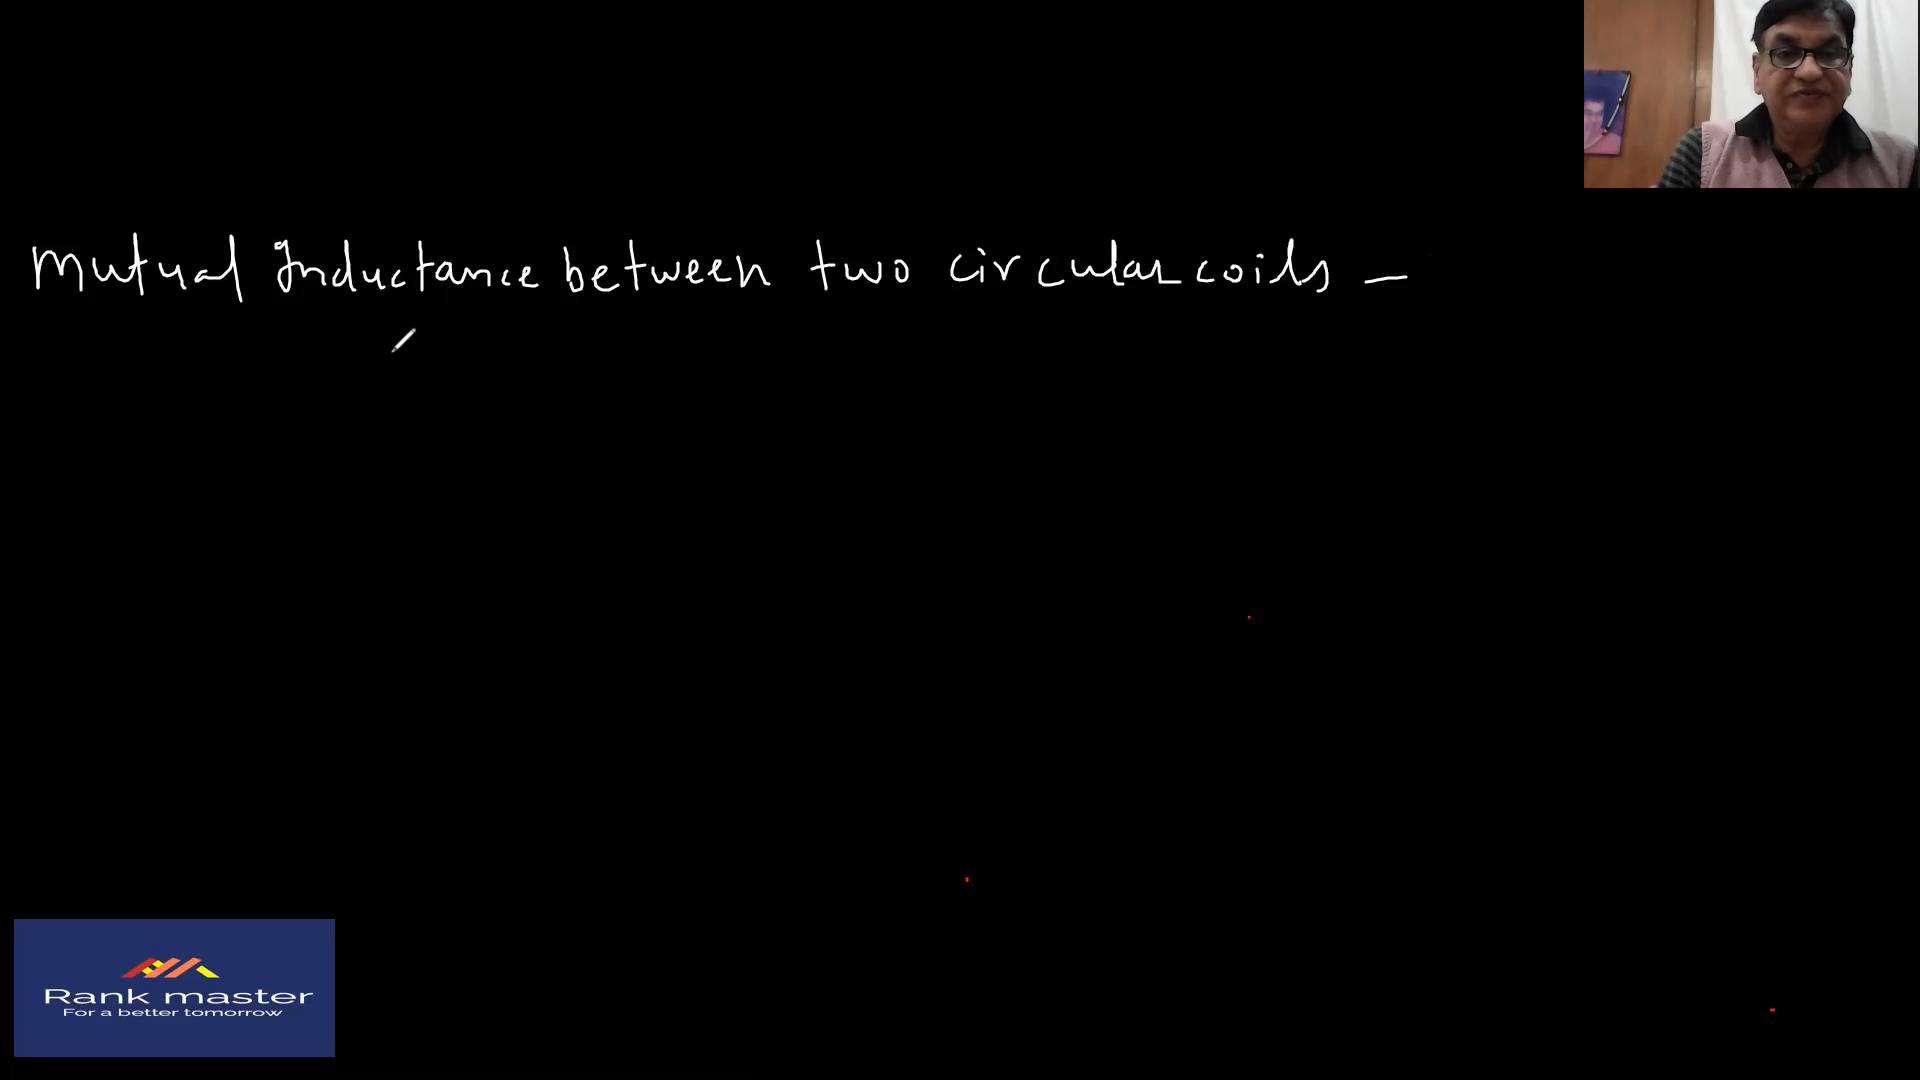 Mutual Inductance between two circular coils -
Rank master
For a better tomorrow